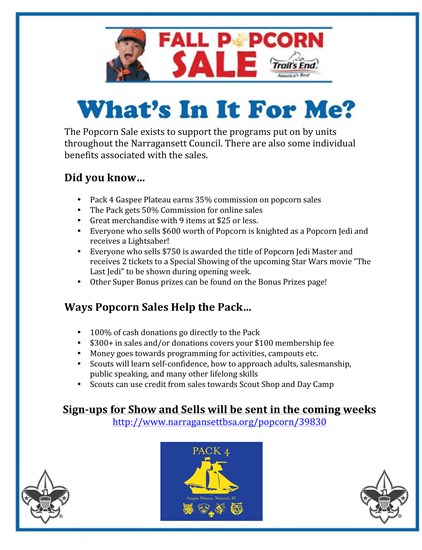 FALL POPCORN
SALE
Trail's End.
America's Best
What's In It For Me?
The Popcorn Sale exists to support the programs put on by units
throughout the Narragansett Council. There are also some individual
benefits associated with the sales.
Did you know…
• Pack 4 Gaspee Plateau earns 35% commission on popcorn sales
• The Pack gets 50% Commission for online sales
• Great merchandise with 9 items at $25 or less.
• Everyone who sells $600 worth of Popcorn is knighted as a Popcorn Jedi and
receives a Lightsaber!
• Everyone who sells $750 is awarded the title of Popcorn Jedi Master and
receives 2 tickets to a Special Showing of the upcoming Star Wars movie "The
Last Jedi" to be shown during opening week.
• Other Super Bonus prizes can be found on the Bonus Prizes page!
Ways Popcorn Sales Help the Pack…
• 100% of cash donations go directly to the Pack
• $300+ in sales and/or donations covers your $100 membership fee
• Money goes towards programming for activities, campouts etc.
• Scouts will learn self-confidence, how to approach adults, salesmanship,
public speaking, and many other lifelong skills
• Scouts can use credit from sales towards Scout Shop and Day Camp
Sign-ups for Show and Sells will be sent in the coming weeks
http://www.narragansettbsa.org/popcorn/39830
PACK 4
Gaspee Plateau, Warwick, RI